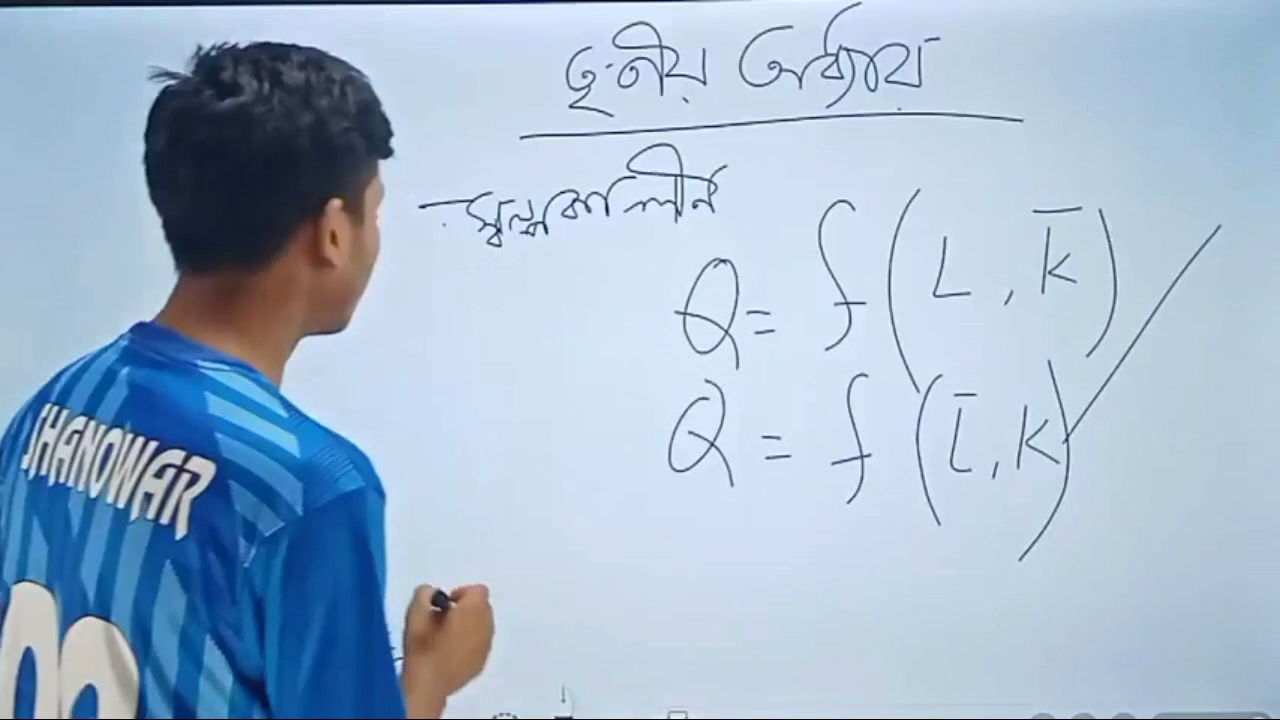 তৃতীয় অধ্যায়
স্বল্পকালীন
Q = f ( L , K̄ )
Q = f ( L̄ , K )
SHANOWAR